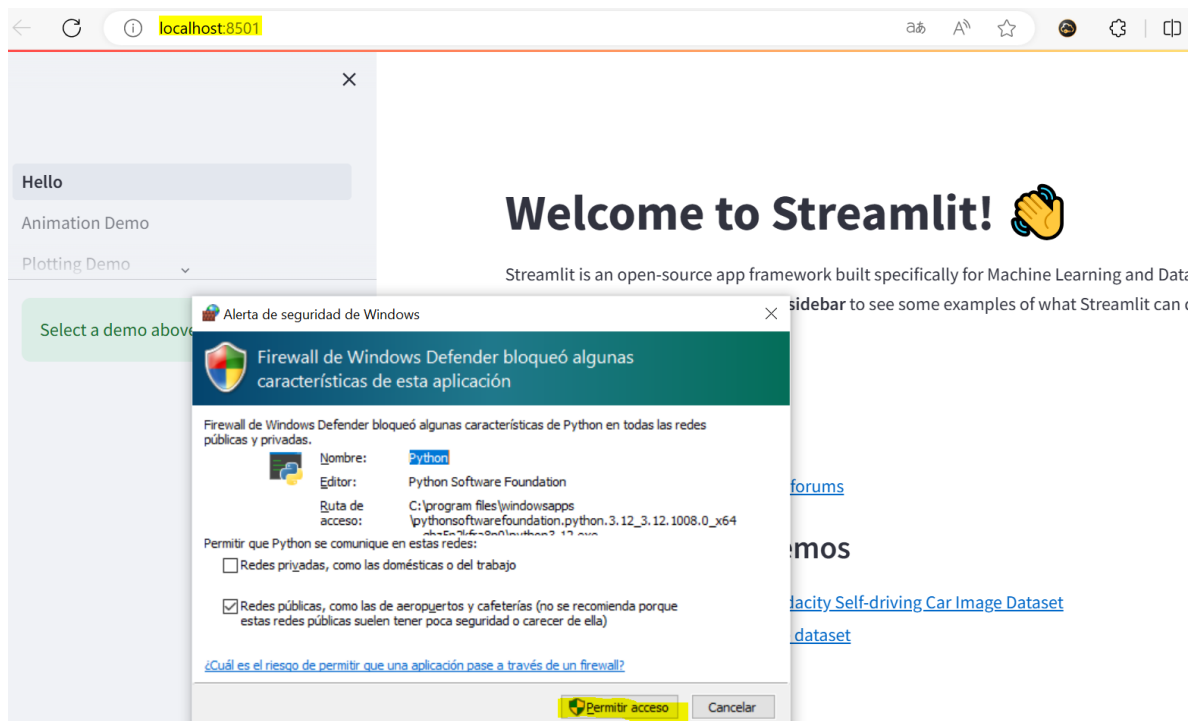 localhost:8501
aあ
Hello
Animation Demo
Plotting Demo
Select a demo above
Welcome to Streamlit! 👋
Streamlit is an open-source app framework built specifically for Machine Learning and Data
sidebar to see some examples of what Streamlit can
forums
emos
dacity Self-driving Car Image Dataset
dataset
Alerta de seguridad de Windows
Firewall de Windows Defender bloqueó algunas
características de esta aplicación
Firewall de Windows Defender bloqueó algunas características de Python en todas las redes
públicas y privadas.
Nombre: Python
Editor: Python Software Foundation
Ruta de C:\program files\windowsapps
acceso: \pythonsoftwarefoundation.python.3.12_3.12.1008.0_x64
Permitir que Python se comunique en estas redes:
Redes privadas, como las domésticas o del trabajo
Redes públicas, como las de aeropuertos y cafeterías (no se recomienda porque
estas redes públicas suelen tener poca seguridad o carecer de ella)
¿Cuál es el riesgo de permitir que una aplicación pase a través de un firewall?
Permitir acceso
Cancelar